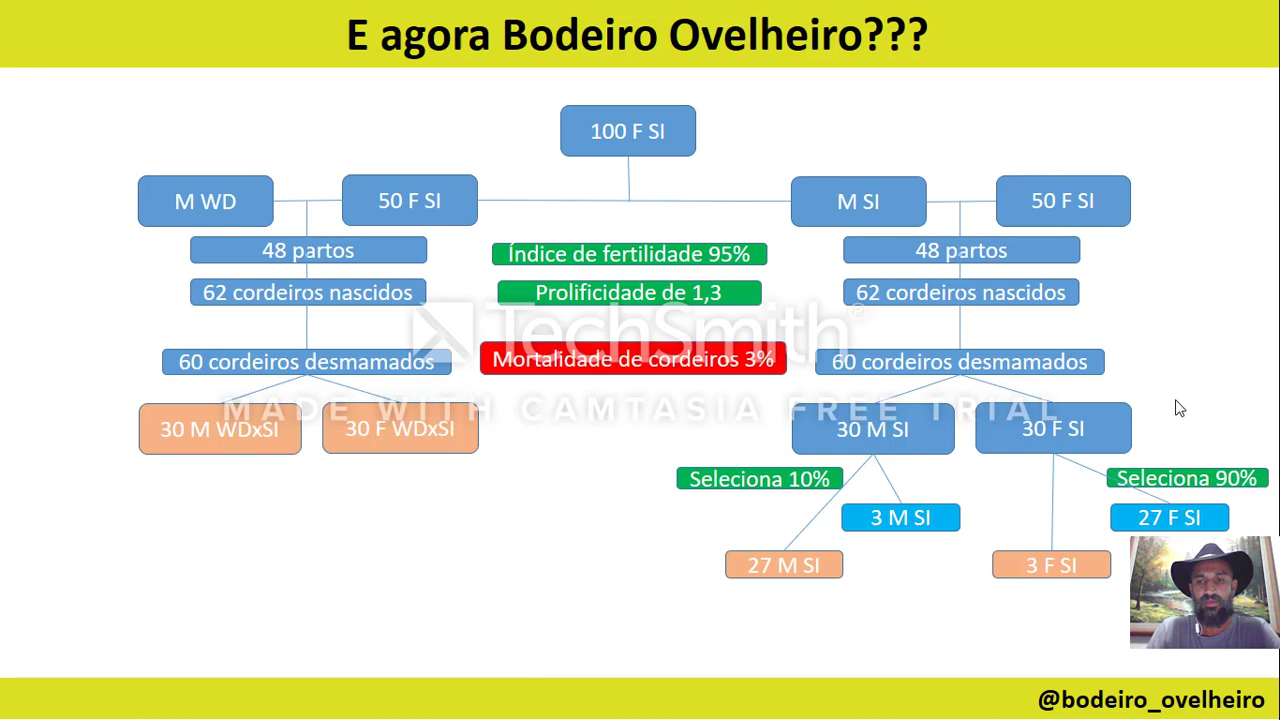 E agora Bodeiro Ovelheiro???
100 F SI
M WD
50 F SI
M SI
50 F SI
48 partos
Índice de fertilidade 95%
48 partos
62 cordeiros nascidos
Prolificidade de 1,3
62 cordeiros nascidos
TechSmith®
60 cordeiros desmamados
Mortalidade de cordeiros 3%
60 cordeiros desmamados
MADE WITH CAMTASIA FREE TRIAL
30 M WDxSI
30 F WDxSI
30 M SI
30 F SI
Seleciona 10%
Seleciona 90%
3 M SI
27 F SI
27 M SI
3 F SI
@bodeiro_ovelheiro